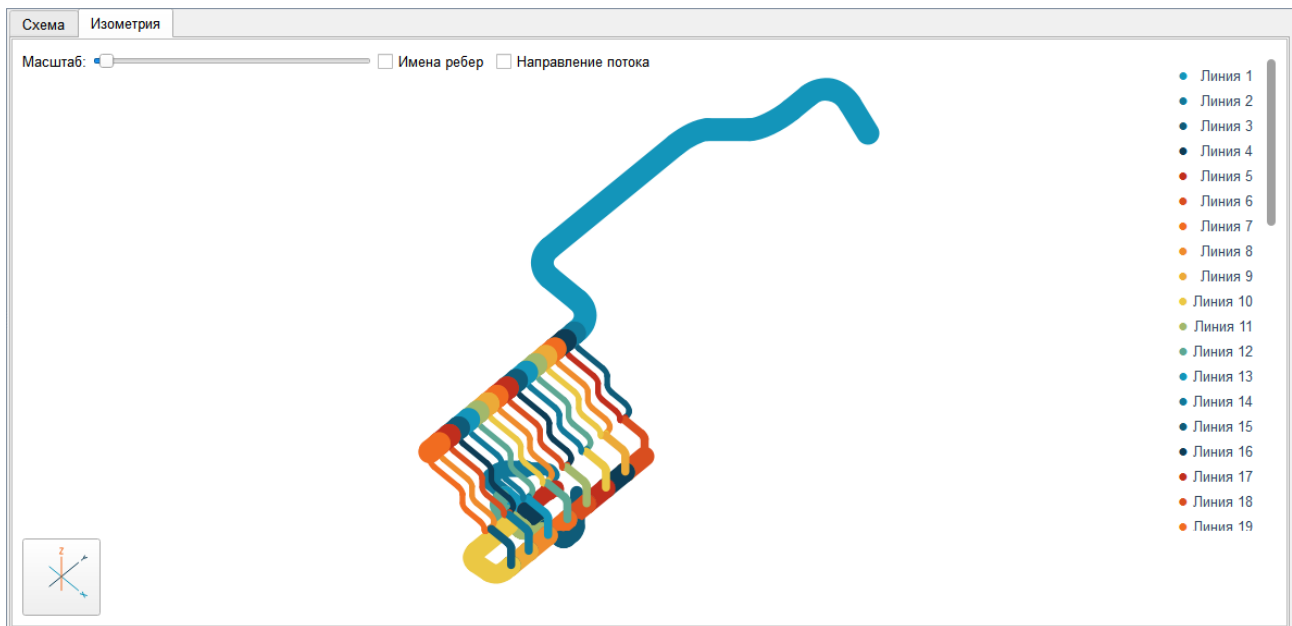 Схема Изометрия
Масштаб: Имена ребер Направление потока
Линия 1
Линия 2
Линия 3
Линия 4
Линия 5
Линия 6
Линия 7
Линия 8
Линия 9
Линия 10
Линия 11
Линия 12
Линия 13
Линия 14
Линия 15
Линия 16
Линия 17
Линия 18
Линия 19
Z
Y
X